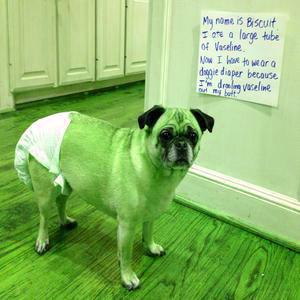 My name is Biscuit
I ate a large tube
of Vaseline.
Now I have to wear a
doggie diaper because
I'm drooling vaseline
out my butt!